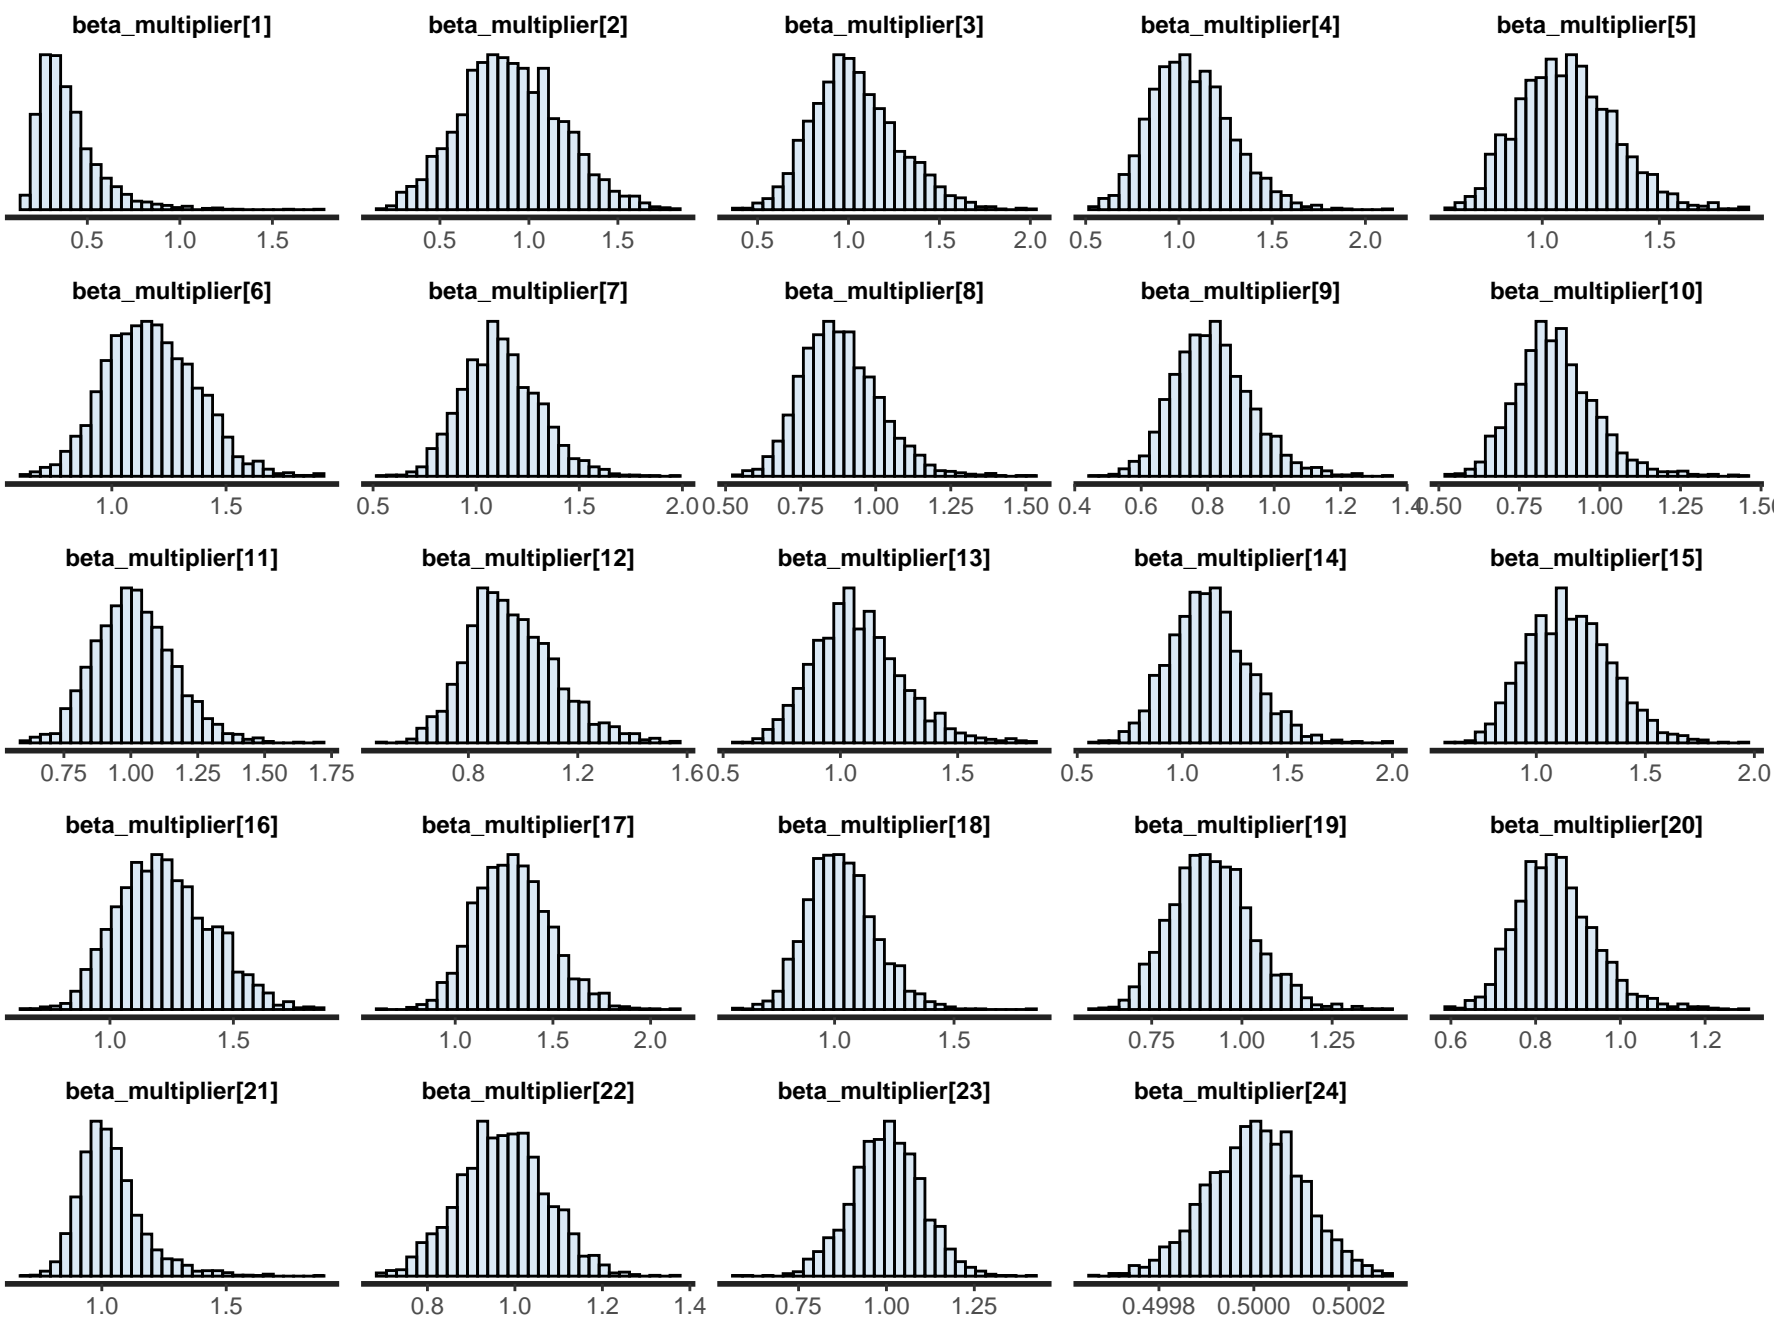 beta_multiplier[1] beta_multiplier[2] beta_multiplier[3] beta_multiplier[4] beta_multiplier[5]
0.5 1.0 1.5 0.5 1.0 1.5 0.5 1.0 1.5 2.0 0.5 1.0 1.5 2.0 1.0 1.5
beta_multiplier[6] beta_multiplier[7] beta_multiplier[8] beta_multiplier[9] beta_multiplier[10]
1.0 1.5 0.5 1.0 1.5 2.0 0.50 0.75 1.00 1.25 1.50 0.4 0.6 0.8 1.0 1.2 1.4 0.50 0.75 1.00 1.25 1.50
beta_multiplier[11] beta_multiplier[12] beta_multiplier[13] beta_multiplier[14] beta_multiplier[15]
0.75 1.00 1.25 1.50 1.75 0.8 1.2 1.6 0.5 1.0 1.5 0.5 1.0 1.5 2.0 1.0 1.5 2.0
beta_multiplier[16] beta_multiplier[17] beta_multiplier[18] beta_multiplier[19] beta_multiplier[20]
1.0 1.5 1.0 1.5 2.0 1.0 1.5 0.75 1.00 1.25 0.6 0.8 1.0 1.2
beta_multiplier[21] beta_multiplier[22] beta_multiplier[23] beta_multiplier[24]
1.0 1.5 0.8 1.0 1.2 1.4 0.75 1.00 1.25 0.4998 0.5000 0.5002